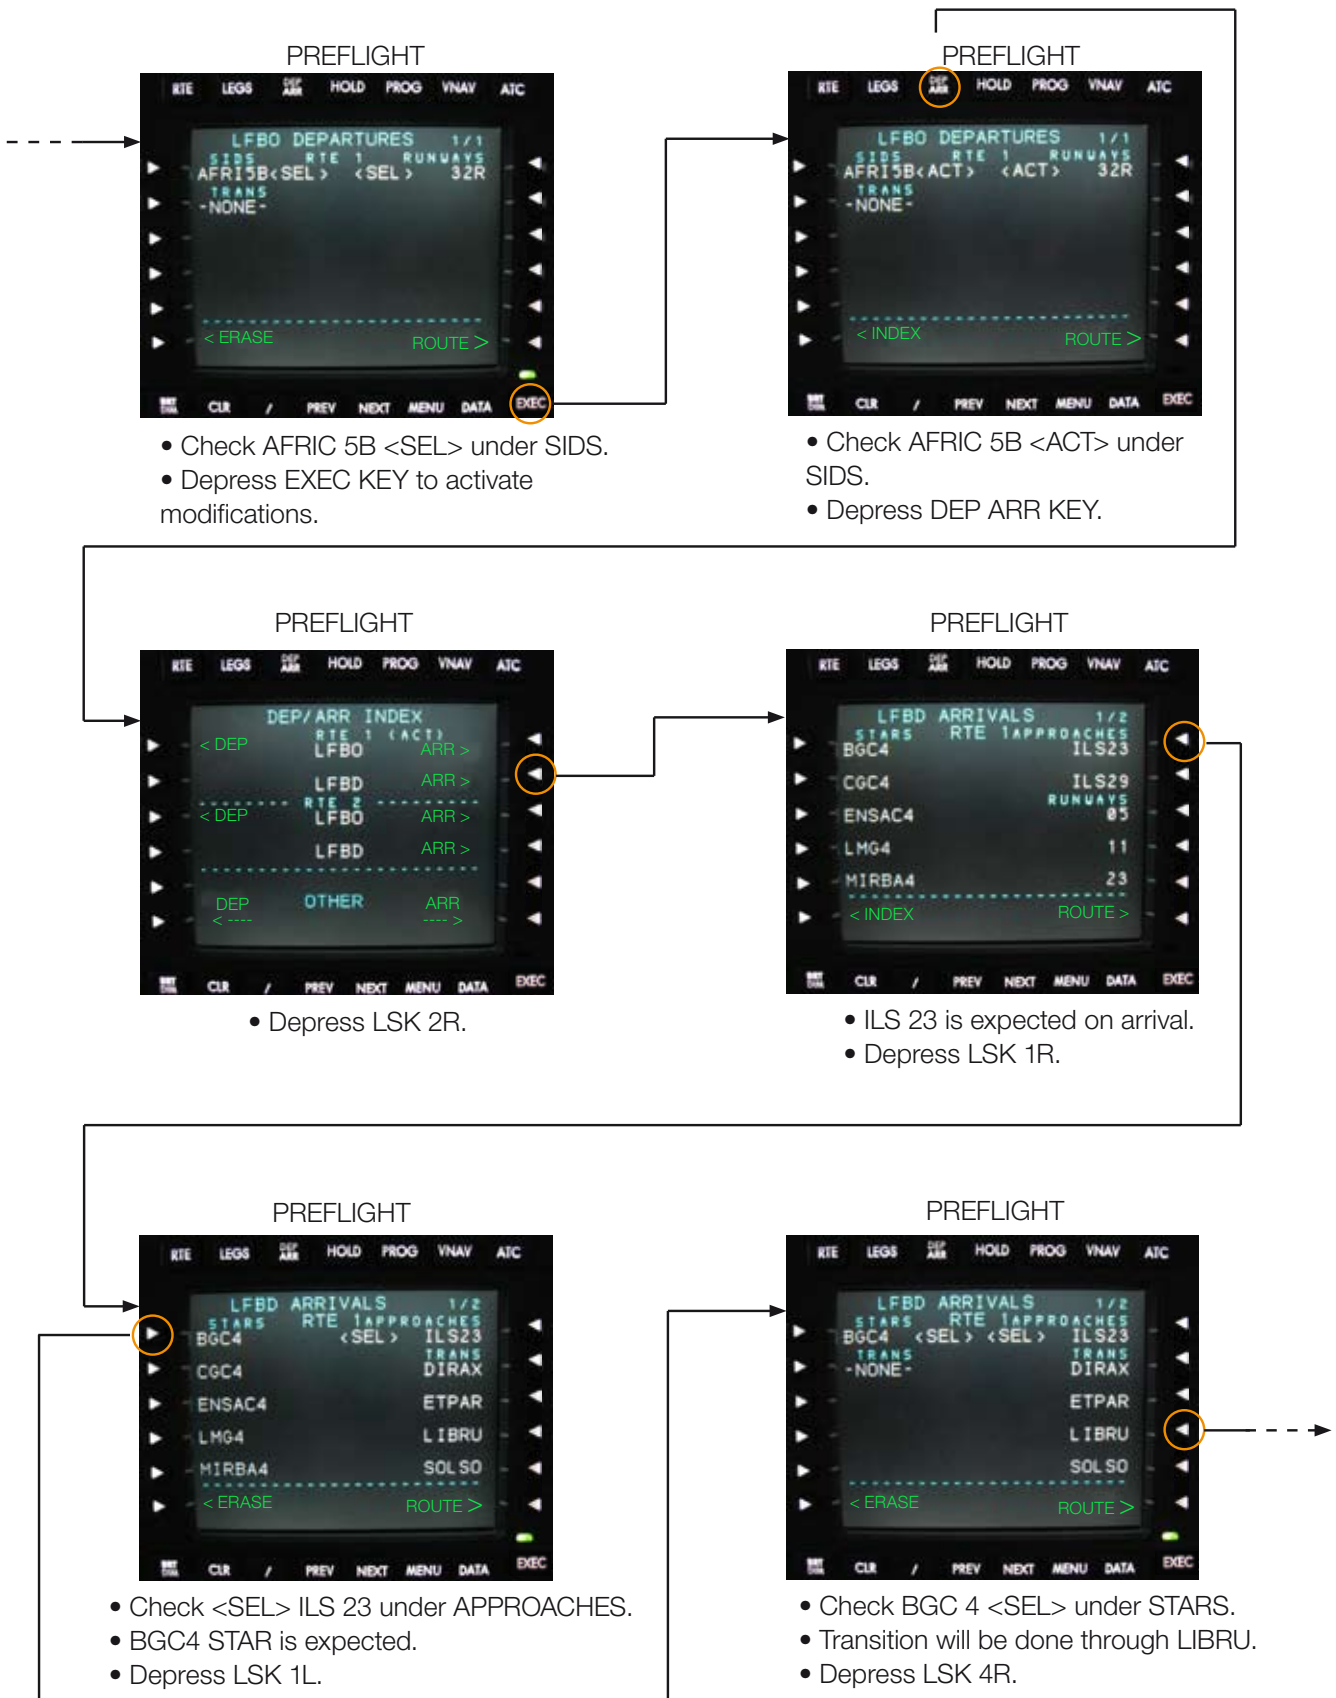 PREFLIGHT
RTE LEGS DEP ARR HOLD PROG VNAV ATC
LFBO DEPARTURES 1/1
SIDS RTE 1 RUNWAYS
AFRI5B<SEL> <SEL> 32R
TRANS
-NONE-
< ERASE ROUTE >
CLR / PREV NEXT MENU DATA EXEC
• Check AFRIC 5B <SEL> under SIDS.
• Depress EXEC KEY to activate
modifications.
PREFLIGHT
RTE LEGS DEP ARR HOLD PROG VNAV ATC
LFBO DEPARTURES 1/1
SIDS RTE 1 RUNWAYS
AFRI5B<ACT> <ACT> 32R
TRANS
-NONE-
< INDEX ROUTE >
CLR / PREV NEXT MENU DATA EXEC
• Check AFRIC 5B <ACT> under
SIDS.
• Depress DEP ARR KEY.
PREFLIGHT
RTE LEGS DEP ARR HOLD PROG VNAV ATC
DEP/ARR INDEX
RTE 1 (ACT)
< DEP LFBO ARR >
LFBD ARR >
RTE 2
< DEP LFBO ARR >
LFBD ARR >
DEP OTHER ARR
< ---- ---- >
CLR / PREV NEXT MENU DATA EXEC
• Depress LSK 2R.
PREFLIGHT
RTE LEGS DEP ARR HOLD PROG VNAV ATC
LFBD ARRIVALS 1/2
STARS RTE 1 APPROACHES
BGC4 ILS23
CGC4 ILS29
RUNWAYS
ENSAC4 05
LMG4 11
MIRBA4 23
< INDEX ROUTE >
CLR / PREV NEXT MENU DATA EXEC
• ILS 23 is expected on arrival.
• Depress LSK 1R.
PREFLIGHT
RTE LEGS DEP ARR HOLD PROG VNAV ATC
LFBD ARRIVALS 1/2
STARS RTE 1 APPROACHES
BGC4 <SEL> ILS23
TRANS
CGC4 DIRAX
ENSAC4 ETPAR
LMG4 LIBRU
MIRBA4 SOLSO
< ERASE ROUTE >
CLR / PREV NEXT MENU DATA EXEC
• Check <SEL> ILS 23 under APPROACHES.
• BGC4 STAR is expected.
• Depress LSK 1L.
PREFLIGHT
RTE LEGS DEP ARR HOLD PROG VNAV ATC
LFBD ARRIVALS 1/2
STARS RTE 1 APPROACHES
BGC4 <SEL> <SEL> ILS23
TRANS TRANS
-NONE- DIRAX
ETPAR
LIBRU
SOLSO
< ERASE ROUTE >
CLR / PREV NEXT MENU DATA EXEC
• Check BGC 4 <SEL> under STARS.
• Transition will be done through LIBRU.
• Depress LSK 4R.